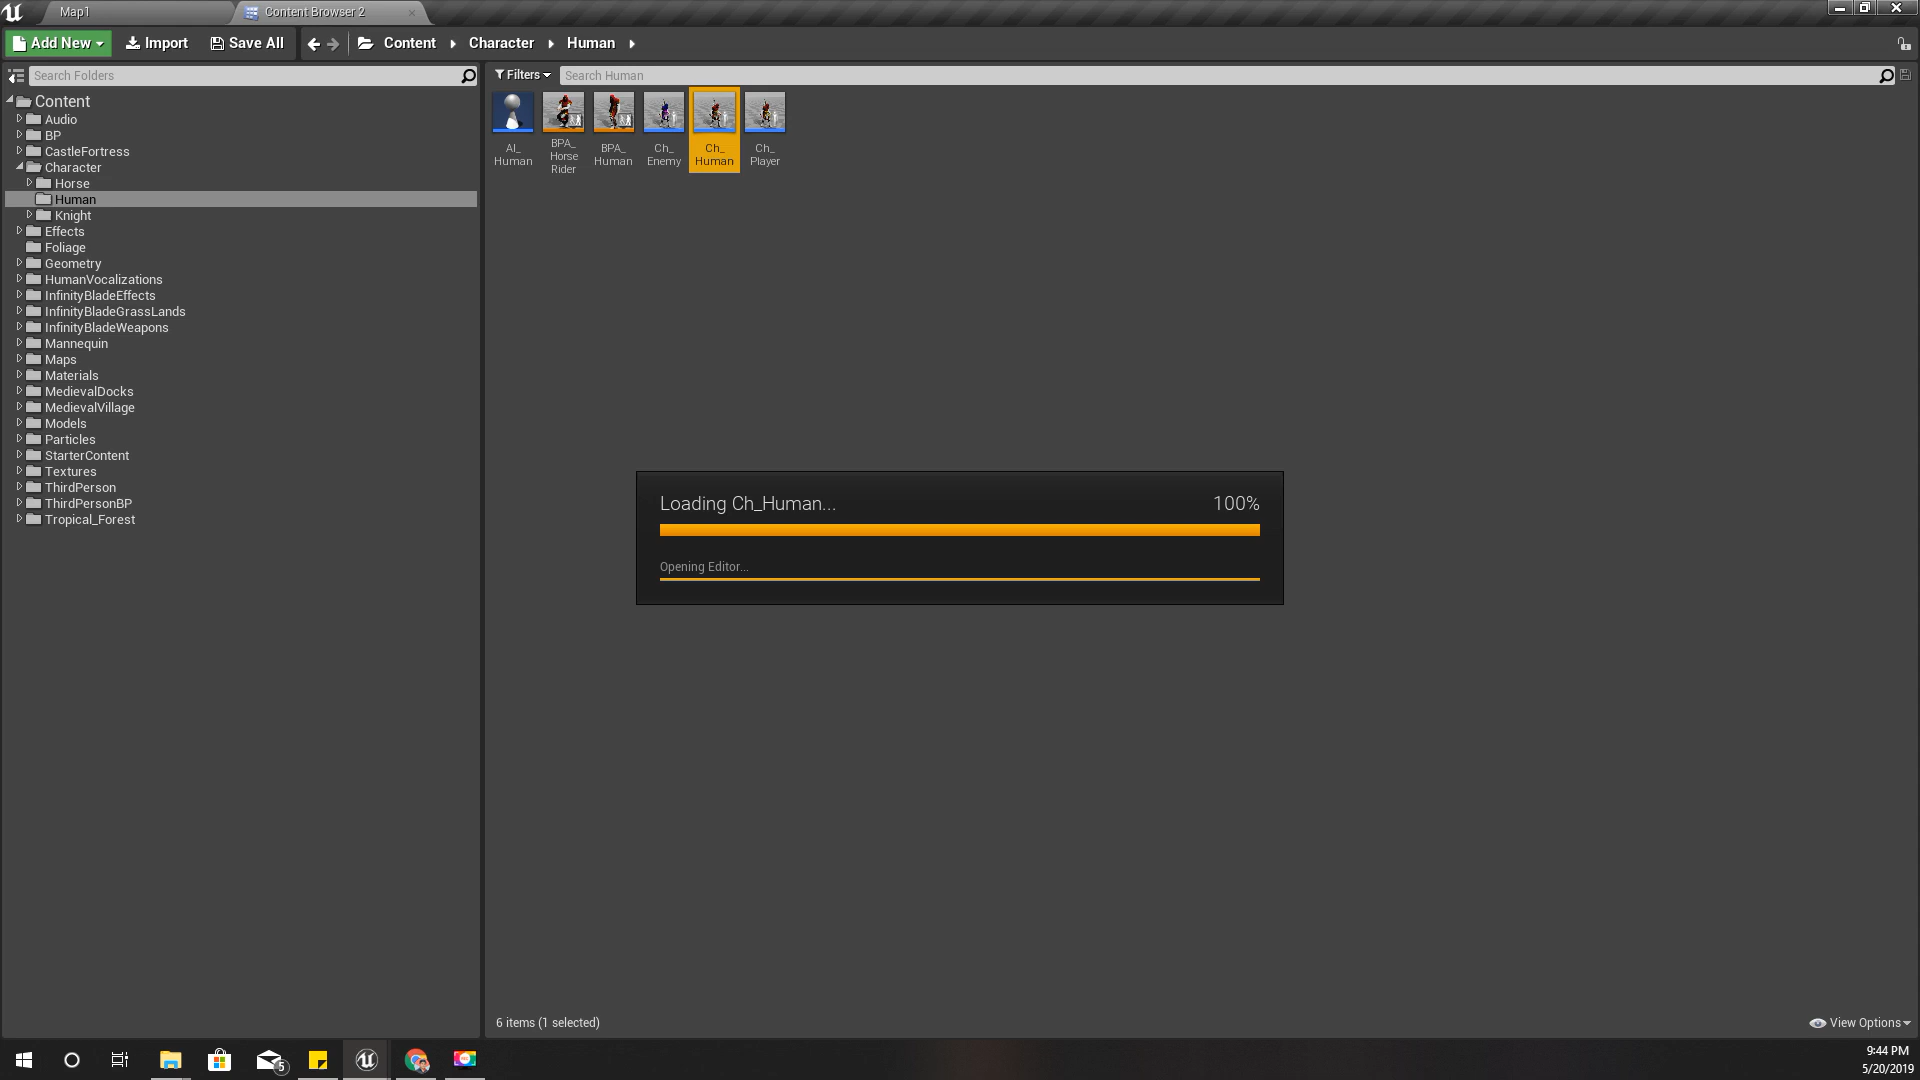 Map1
Content Browser 2
Add New
Import
Save All
Content
Character
Human
Search Folders
Filters
Search Human
Content
Audio
BP
CastleFortress
Character
Horse
Human
Knight
Effects
Foliage
Geometry
HumanVocalizations
InfinityBladeEffects
InfinityBladeGrassLands
InfinityBladeWeapons
Mannequin
Maps
Materials
MedievalDocks
MedievalVillage
Models
Particles
StarterContent
Textures
ThirdPerson
ThirdPersonBP
Tropical_Forest
AI_
Human
BPA_
Horse
Rider
BPA_
Human
Ch_
Enemy
Ch_
Human
Ch_
Player
Loading Ch_Human...
100%
Opening Editor...
6 items (1 selected)
View Options
5
9:44 PM
5/20/2019